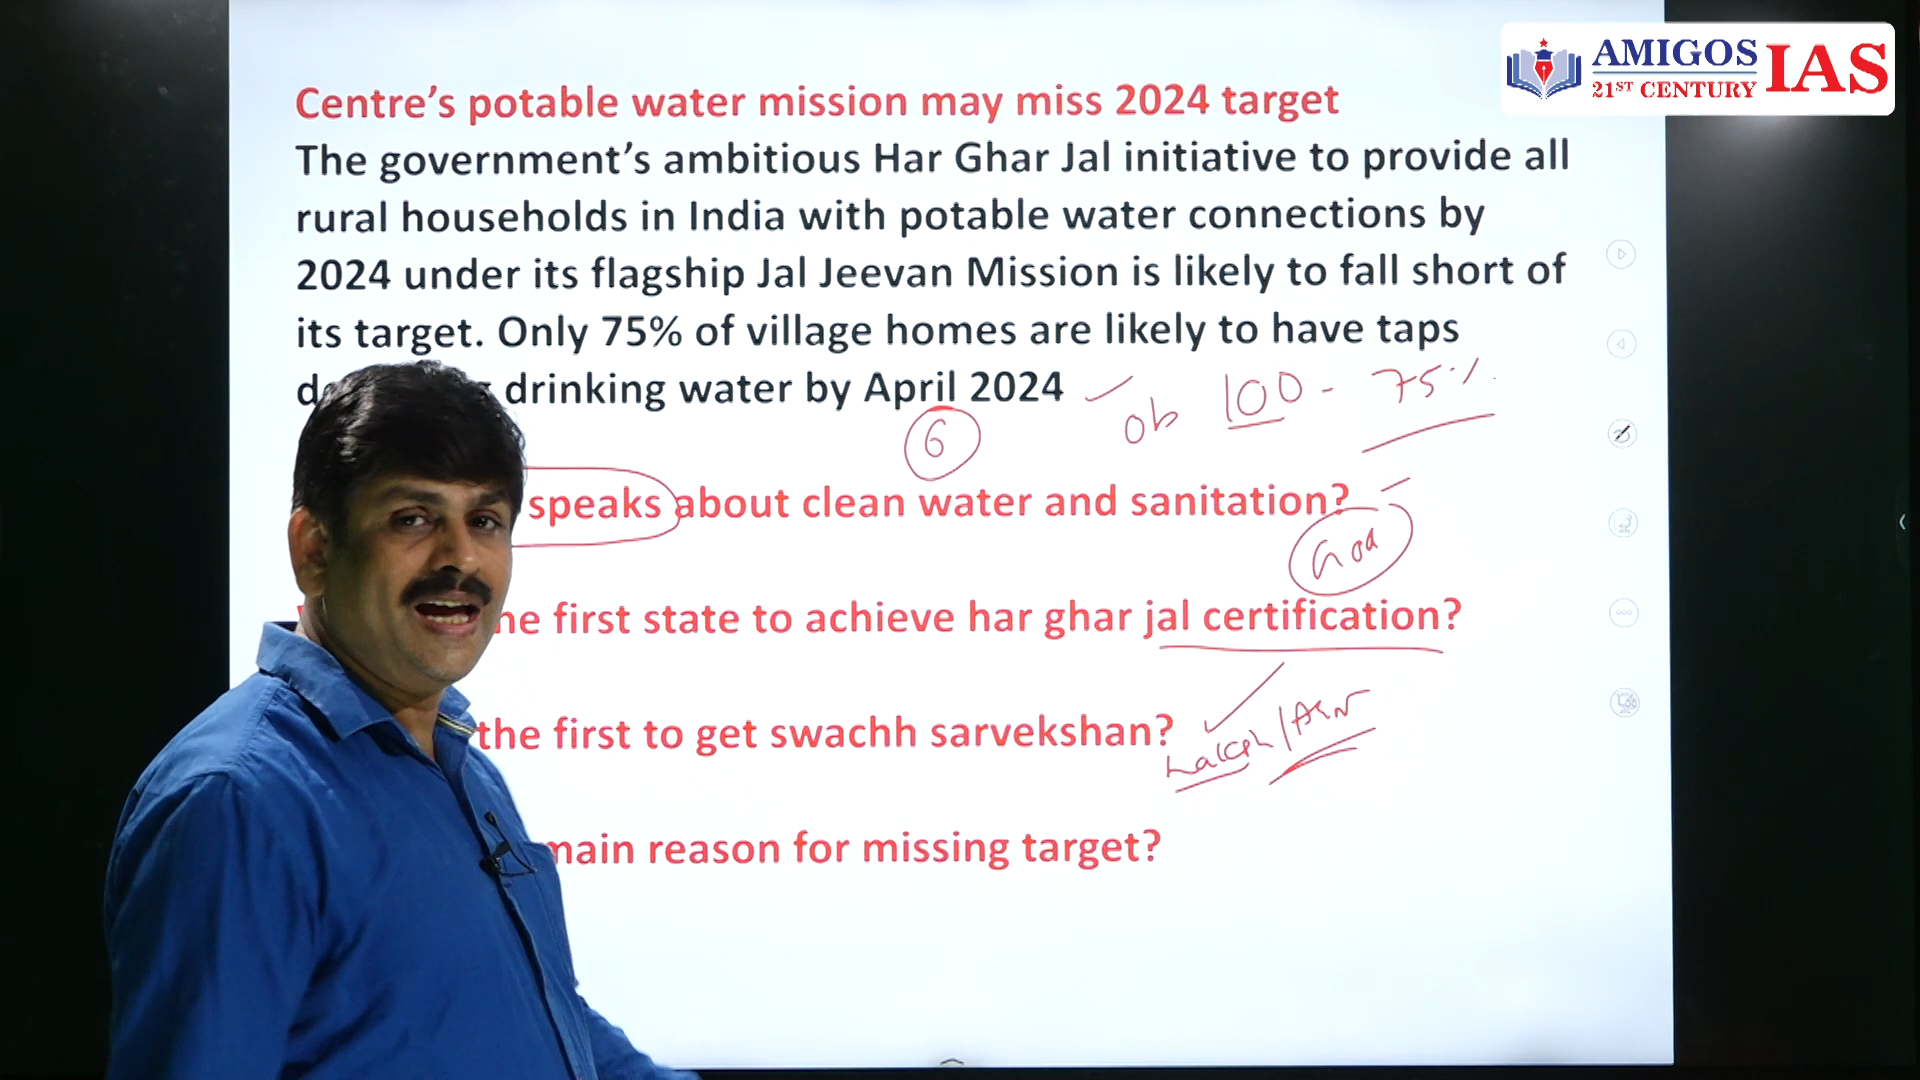 AMIGOS IAS
21ST CENTURY
Centre’s potable water mission may miss 2024 target
The government’s ambitious Har Ghar Jal initiative to provide all
rural households in India with potable water connections by
2024 under its flagship Jal Jeevan Mission is likely to fall short of
its target. Only 75% of village homes are likely to have taps
drinking water by April 2024
ob 100 - 75%
6
speaks about clean water and sanitation?
Goa
he first state to achieve har ghar jal certification?
the first to get swachh sarvekshan?
main reason for missing target?